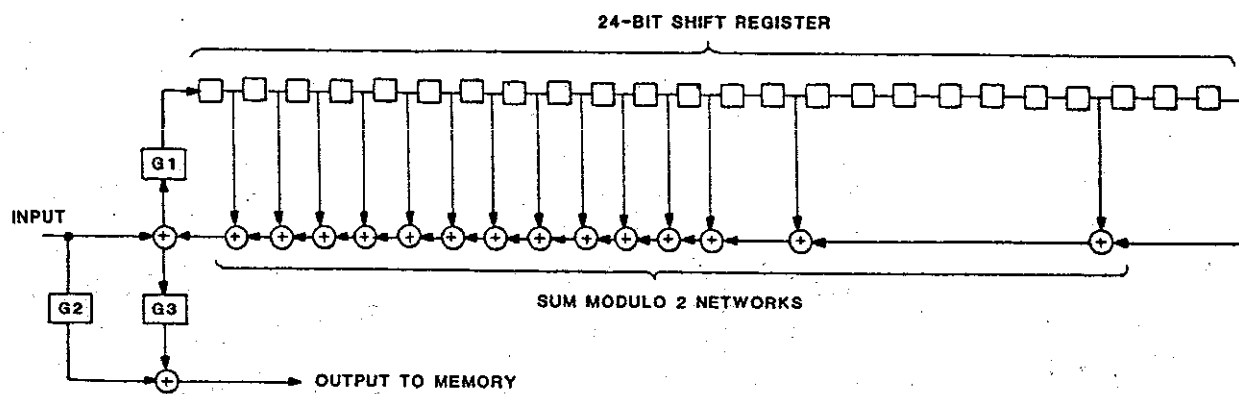 24-BIT SHIFT REGISTER
G1
INPUT
SUM MODULO 2 NETWORKS
G2
G3
OUTPUT TO MEMORY